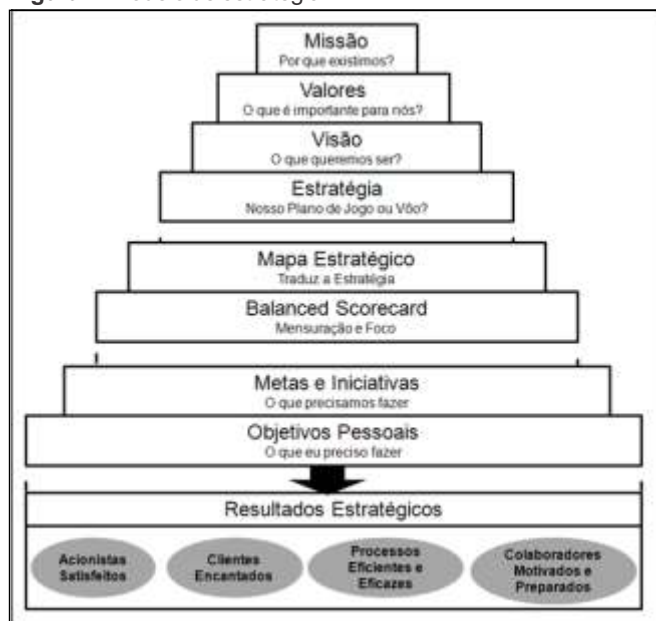 Missão
Por que existimos?
Valores
O que é importante para nós?
Visão
O que queremos ser?
Estratégia
Nosso Plano de Jogo ou Vôo?
Mapa Estratégico
Traduz a Estratégia
Balanced Scorecard
Mensuração e Foco
Metas e Iniciativas
O que precisamos fazer
Objetivos Pessoais
O que eu preciso fazer
Resultados Estratégicos
Acionistas
Satisfeitos
Clientes
Encantados
Processos
Eficientes e
Eficazes
Colaboradores
Motivados e
Preparados